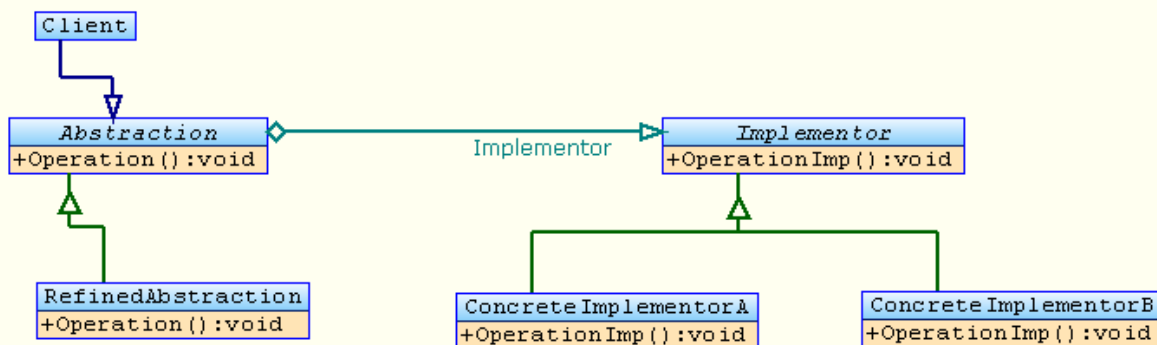 Client
Abstraction
+Operation():void
Implementor
Implementor
+OperationImp():void
RefinedAbstraction
+Operation():void
ConcreteImplementorA
+OperationImp():void
ConcreteImplementorB
+OperationImp():void